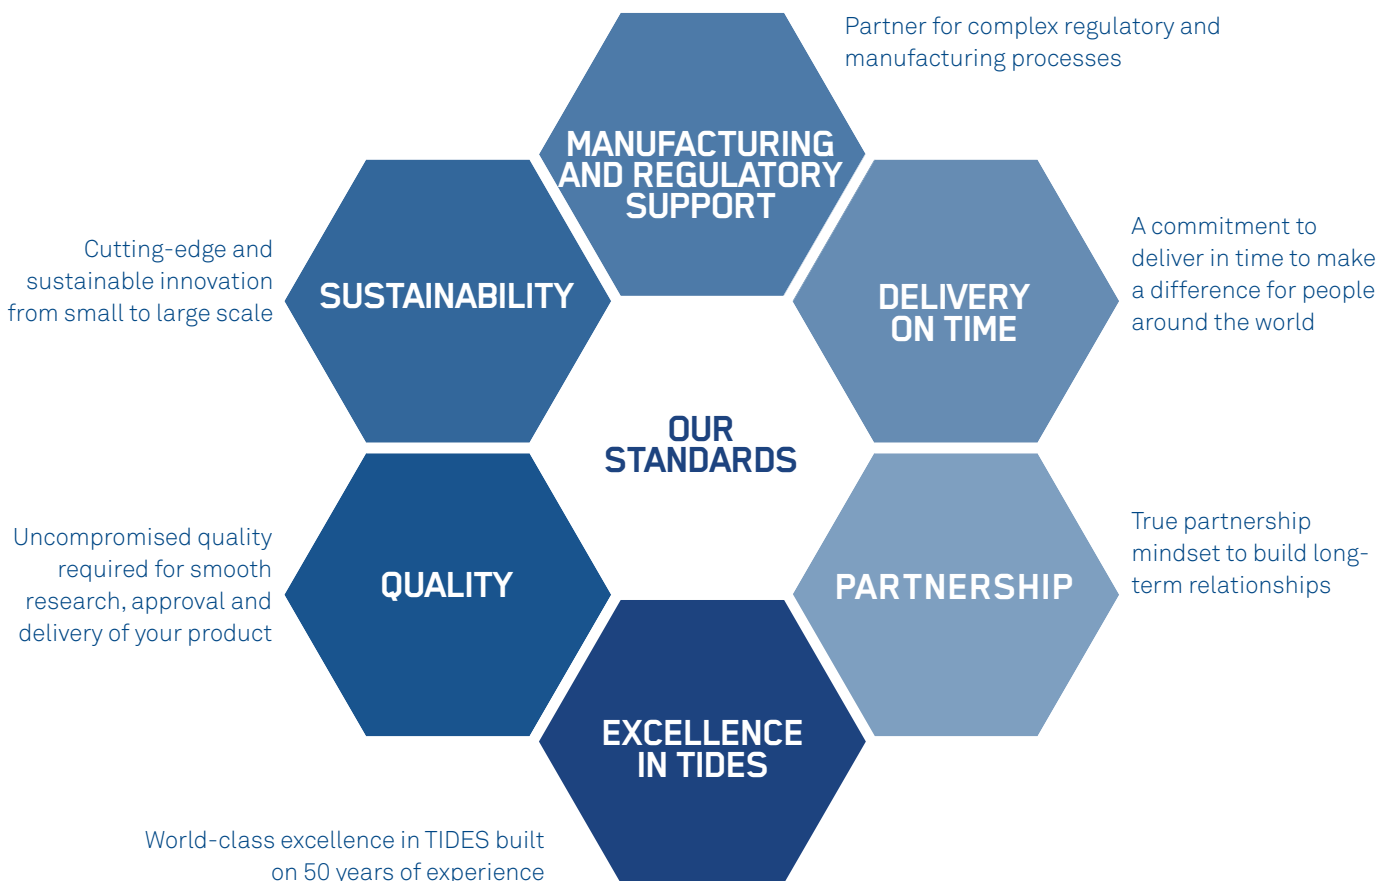 Partner for complex regulatory and
manufacturing processes
MANUFACTURING
AND REGULATORY
SUPPORT
Cutting-edge and
sustainable innovation
from small to large scale
SUSTAINABILITY
DELIVERY
ON TIME
A commitment to
deliver in time to make
a difference for people
around the world
OUR
STANDARDS
Uncompromised quality
required for smooth
research, approval and
delivery of your product
QUALITY
PARTNERSHIP
True partnership
mindset to build long-
term relationships
EXCELLENCE
IN TIDES
World-class excellence in TIDES built
on 50 years of experience